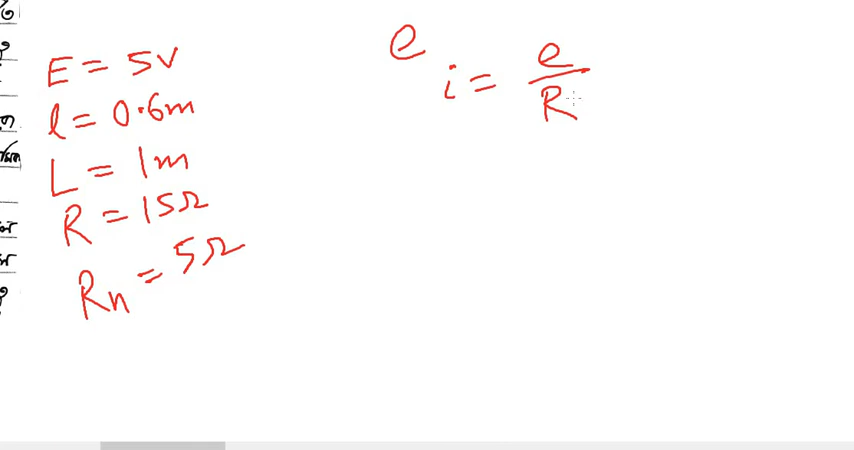 E = 5V
l = 0.6m
L = 1m
R = 15Ω
Rn = 5Ω
e
i = e/R